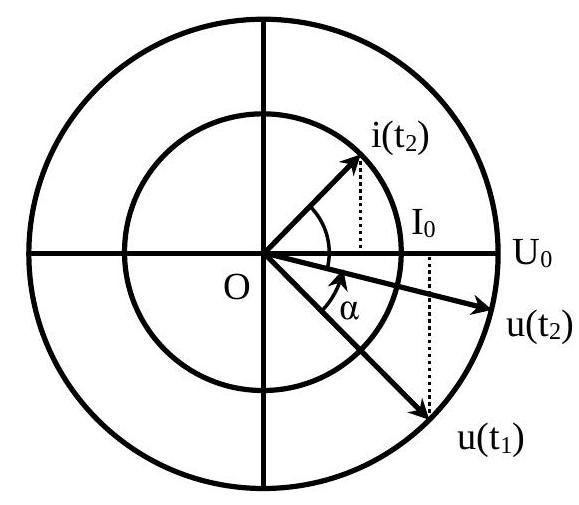 i(t₂)
I₀
U₀
O
α
u(t₂)
u(t₁)